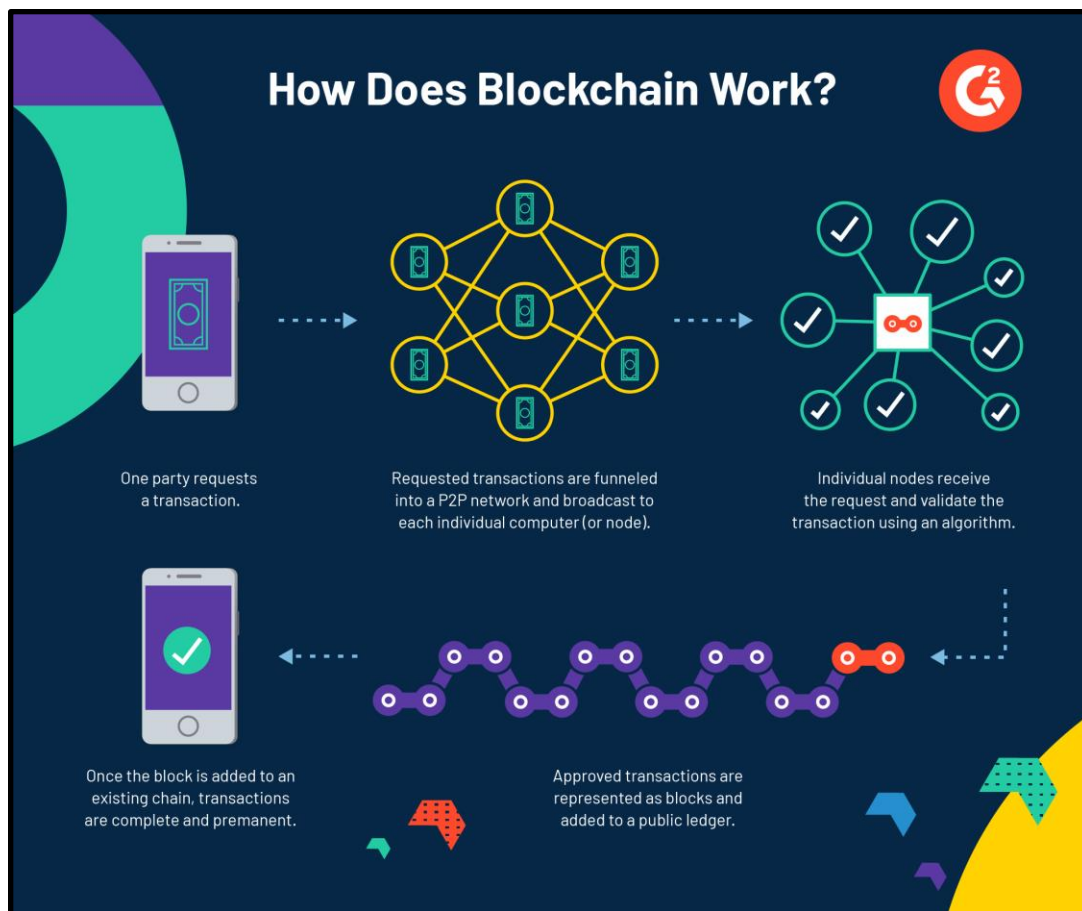 How Does Blockchain Work?
G2
One party requests
a transaction.
Requested transactions are funneled
into a P2P network and broadcast to
each individual computer (or node).
Individual nodes receive
the request and validate the
transaction using an algorithm.
Once the block is added to an
existing chain, transactions
are complete and premanent.
Approved transactions are
represented as blocks and
added to a public ledger.